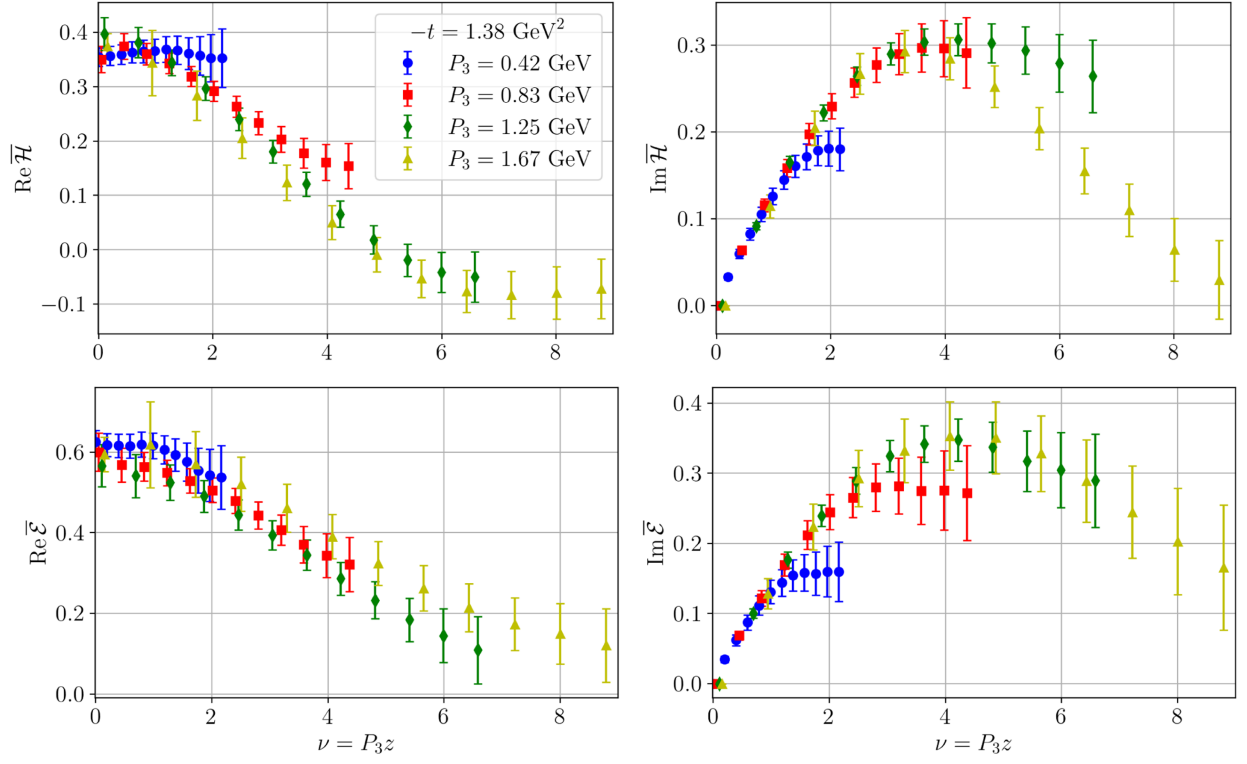 −t = 1.38 GeV²
P₃ = 0.42 GeV
P₃ = 0.83 GeV
P₃ = 1.25 GeV
P₃ = 1.67 GeV
Re ℋ̅
0.4
0.3
0.2
0.1
0.0
−0.1
0 2 4 6 8
Im ℋ̅
0.3
0.2
0.1
0.0
0 2 4 6 8
Re ℰ̅
0.6
0.4
0.2
0.0
0 2 4 6 8
ν = P₃z
Im ℰ̅
0.4
0.3
0.2
0.1
0.0
0 2 4 6 8
ν = P₃z